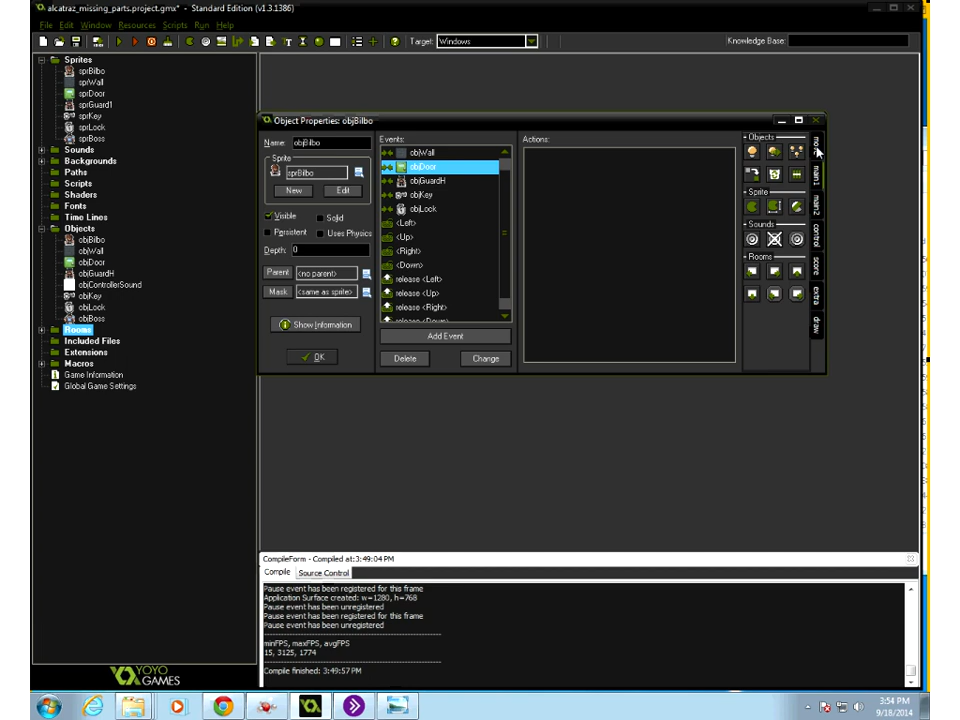 alcatraz_missing_parts.project.gmx* - Standard Edition (v1.3.1386)
File Edit Window Resources Scripts Run Help
Target: Windows
Knowledge Base:
Sprites
sprBilbo
sprWall
sprDoor
sprGuard1
sprKey
sprLock
sprBoss
Sounds
Backgrounds
Paths
Scripts
Shaders
Fonts
Time Lines
Objects
objBilbo
objWall
objDoor
objGuardH
objControllerSound
objKey
objLock
objBoss
Rooms
Included Files
Extensions
Macros
Game Information
Global Game Settings
YOYO
GAMES
Object Properties: objBilbo
Name: objBilbo
Sprite
sprBilbo
New Edit
Visible Solid
Persistent Uses Physics
Depth: 0
Parent <no parent>
Mask <same as sprite>
Show Information
OK
Events:
objWall
objDoor
objGuardH
objKey
objLock
<Left>
<Up>
<Right>
<Down>
release <Left>
release <Up>
release <Right>
release <Down>
Add Event
Delete Change
Actions:
Objects
Sprite
Sounds
Rooms
main1
main2
control
score
extra
draw
CompileForm - Compiled at:3:49:04 PM
Compile Source Control
Pause event has been registered for this frame
Application Surface created: w=1280, h=768
Pause event has been unregistered
Pause event has been registered for this frame
Pause event has been unregistered
minFPS, maxFPS, avgFPS
15, 3125, 1774
Compile finished: 3:49:57 PM
3:54 PM
9/18/2014